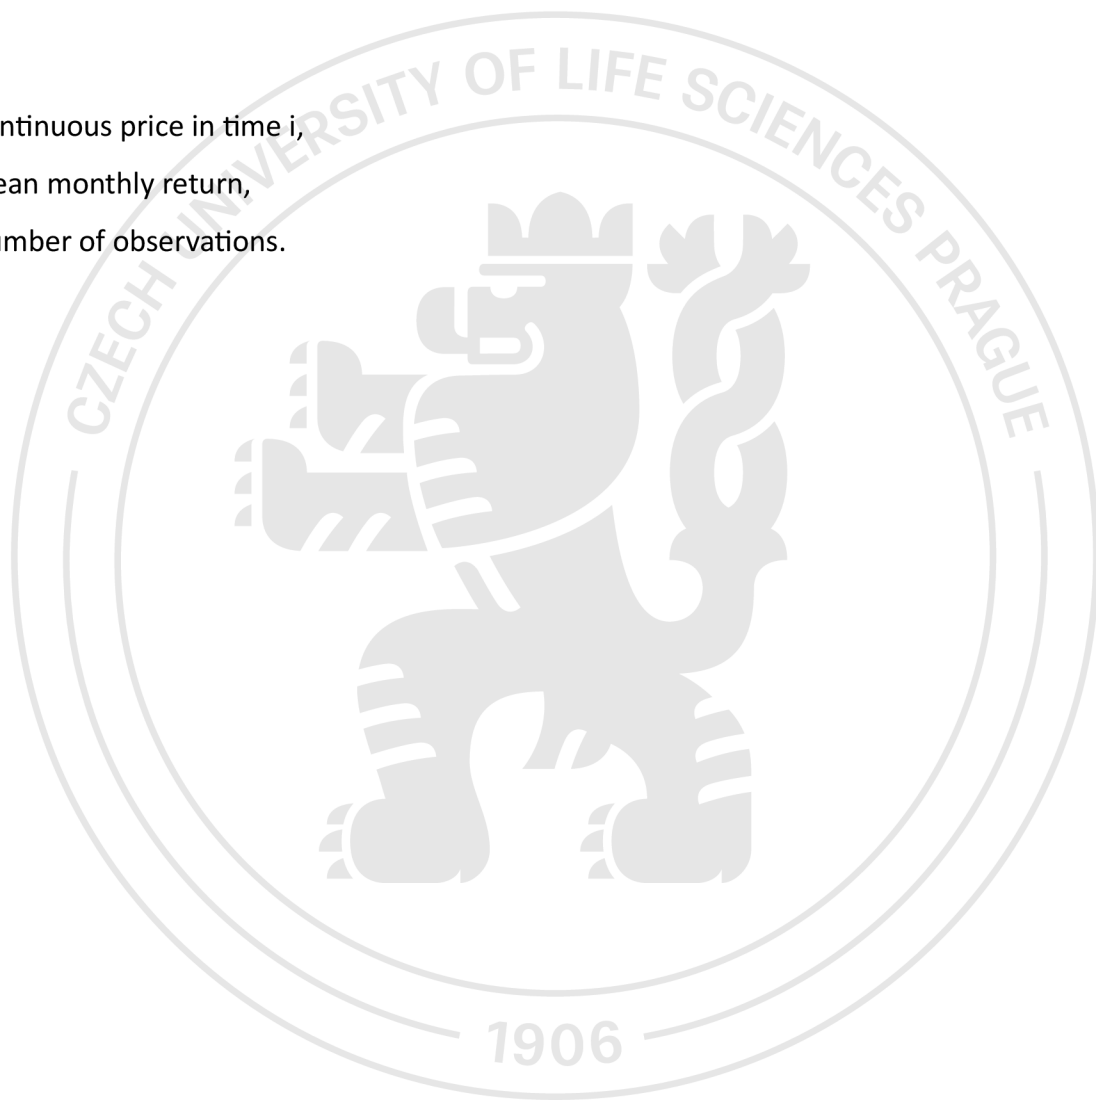 ntinuous price in time i,
ean monthly return,
umber of observations.
CZECH UNIVERSITY OF LIFE SCIENCES PRAGUE
1906